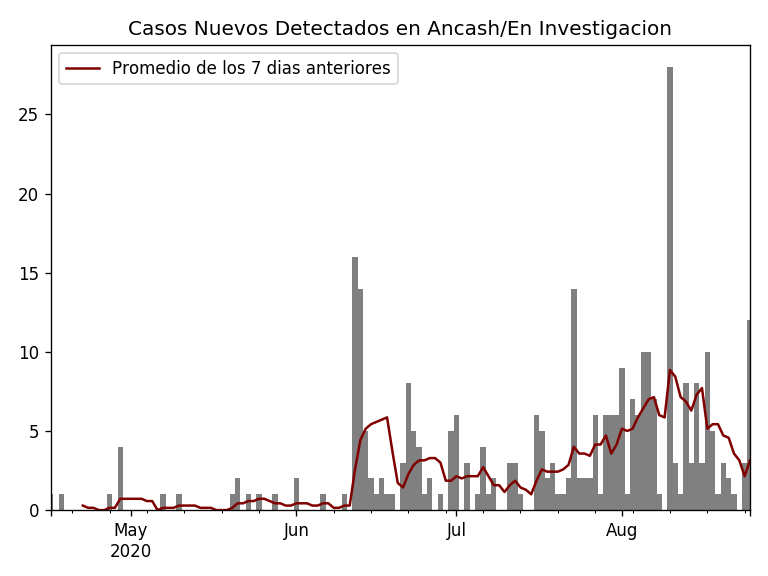 Casos Nuevos Detectados en Ancash/En Investigacion
Promedio de los 7 dias anteriores
25
20
15
10
5
0
May
2020
Jun
Jul
Aug